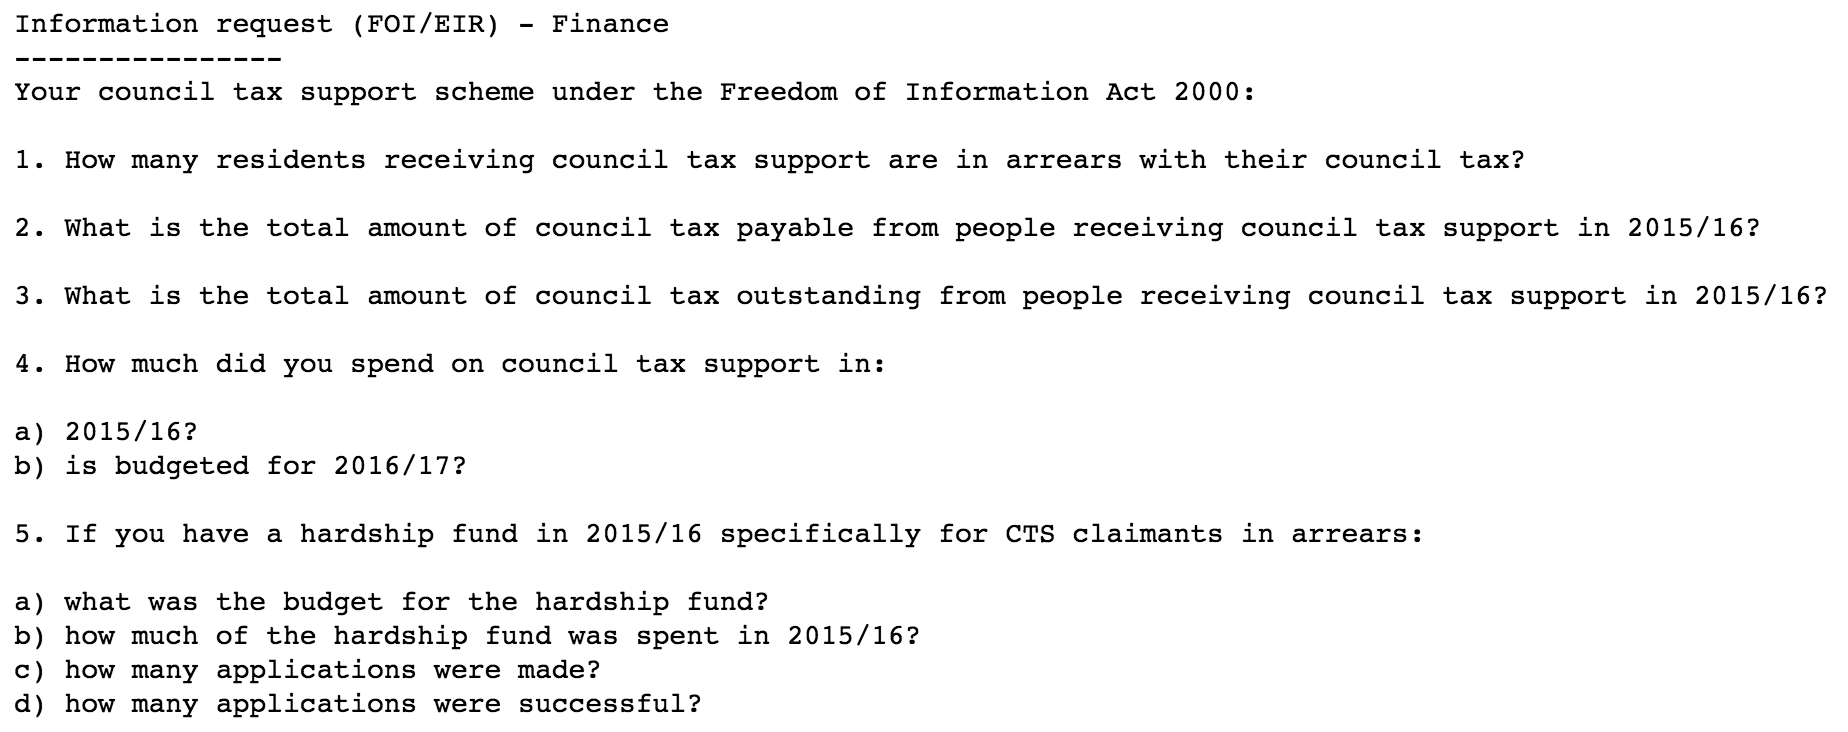 Information request (FOI/EIR) - Finance
----------------
Your council tax support scheme under the Freedom of Information Act 2000:
1. How many residents receiving council tax support are in arrears with their council tax?
2. What is the total amount of council tax payable from people receiving council tax support in 2015/16?
3. What is the total amount of council tax outstanding from people receiving council tax support in 2015/16?
4. How much did you spend on council tax support in:
a) 2015/16?
b) is budgeted for 2016/17?
5. If you have a hardship fund in 2015/16 specifically for CTS claimants in arrears:
a) what was the budget for the hardship fund?
b) how much of the hardship fund was spent in 2015/16?
c) how many applications were made?
d) how many applications were successful?